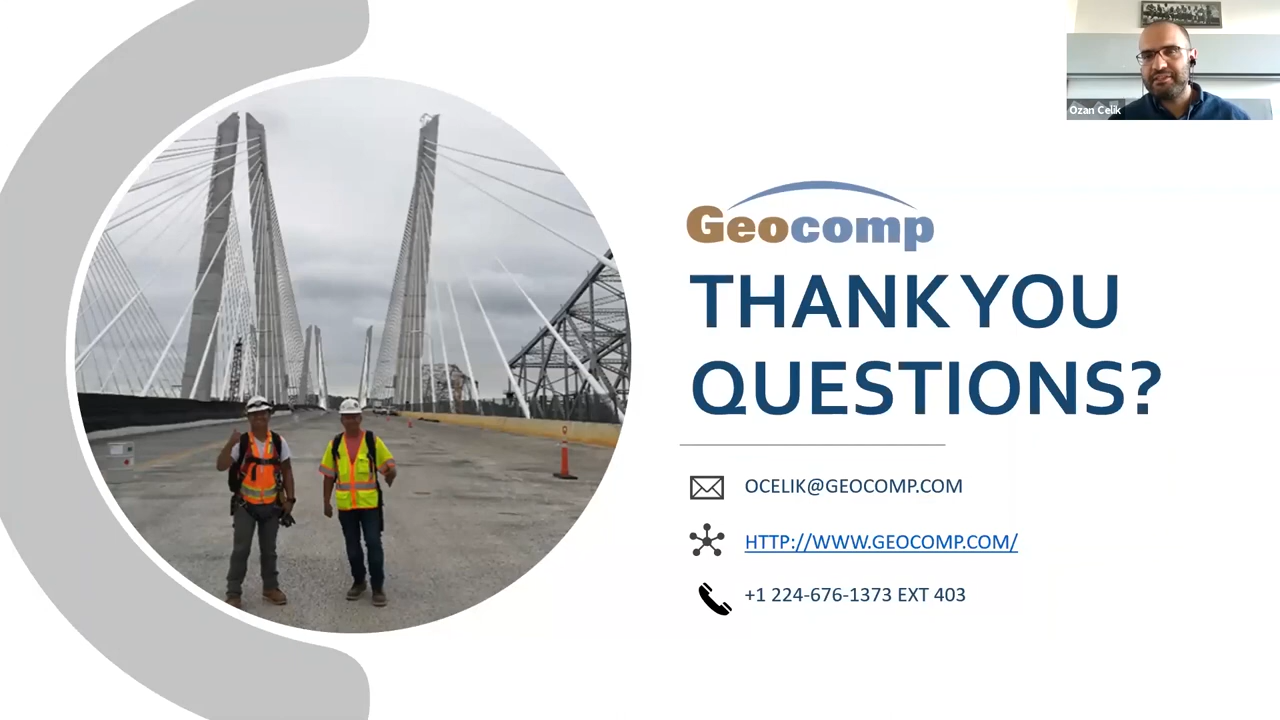 Ozan Celik
Geocomp
THANK YOU
QUESTIONS?
OCELIK@GEOCOMP.COM
HTTP://WWW.GEOCOMP.COM/
+1 224-676-1373 EXT 403